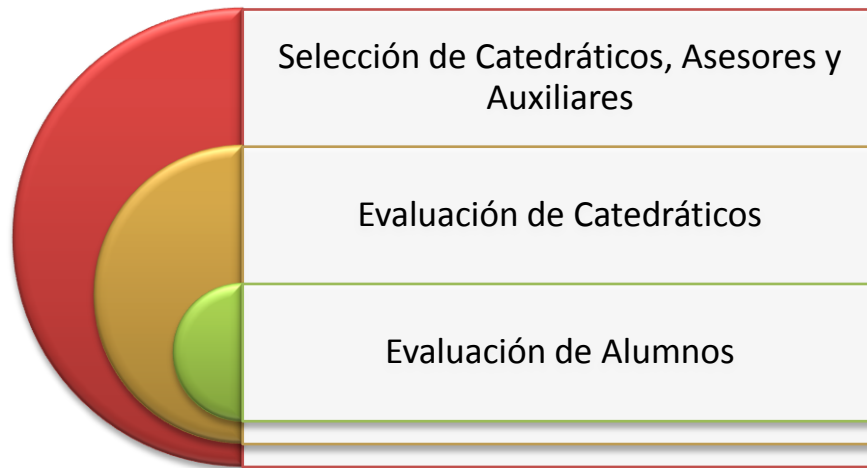 Selección de Catedráticos, Asesores y
Auxiliares
Evaluación de Catedráticos
Evaluación de Alumnos